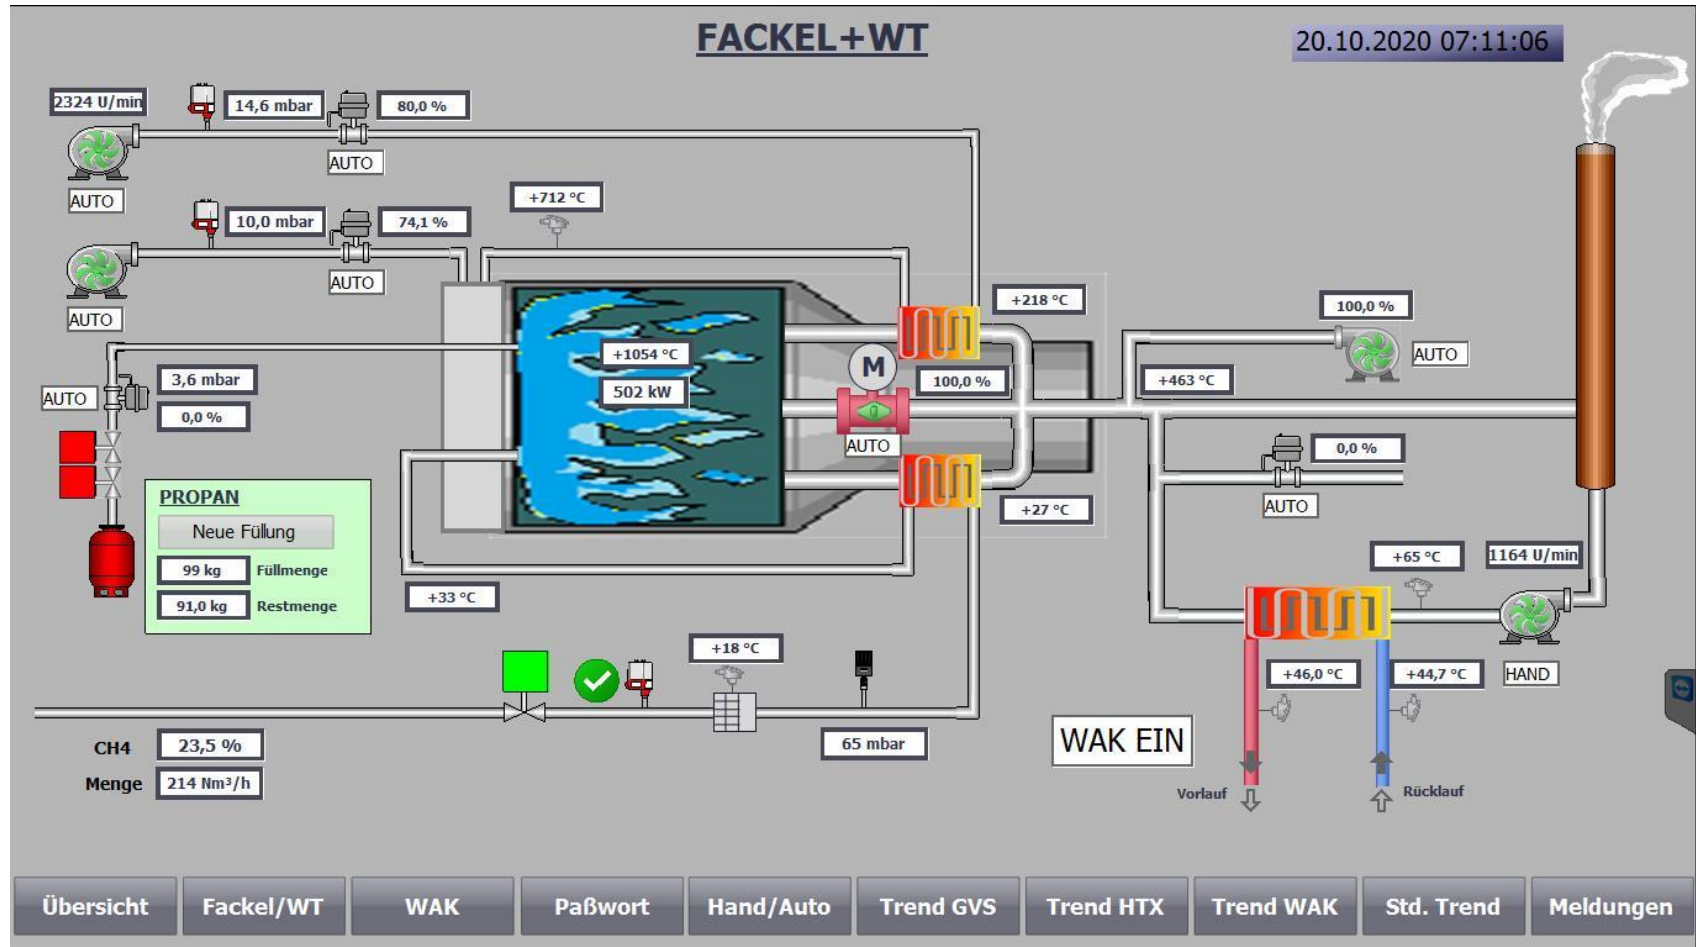 FACKEL+WT
20.10.2020 07:11:06
2324 U/min
14,6 mbar
80,0 %
AUTO
AUTO
10,0 mbar
74,1 %
+712 °C
AUTO
AUTO
+218 °C
100,0 %
AUTO
+1054 °C
502 kW
M
100,0 %
+463 °C
AUTO
3,6 mbar
0,0 %
AUTO
0,0 %
AUTO
PROPAN
Neue Füllung
99 kg Füllmenge
91,0 kg Restmenge
+27 °C
+33 °C
+65 °C
1164 U/min
+18 °C
+46,0 °C
+44,7 °C
HAND
CH4 23,5 %
Menge 214 Nm³/h
65 mbar
WAK EIN
Vorlauf
Rücklauf
Übersicht
Fackel/WT
WAK
Paßwort
Hand/Auto
Trend GVS
Trend HTX
Trend WAK
Std. Trend
Meldungen